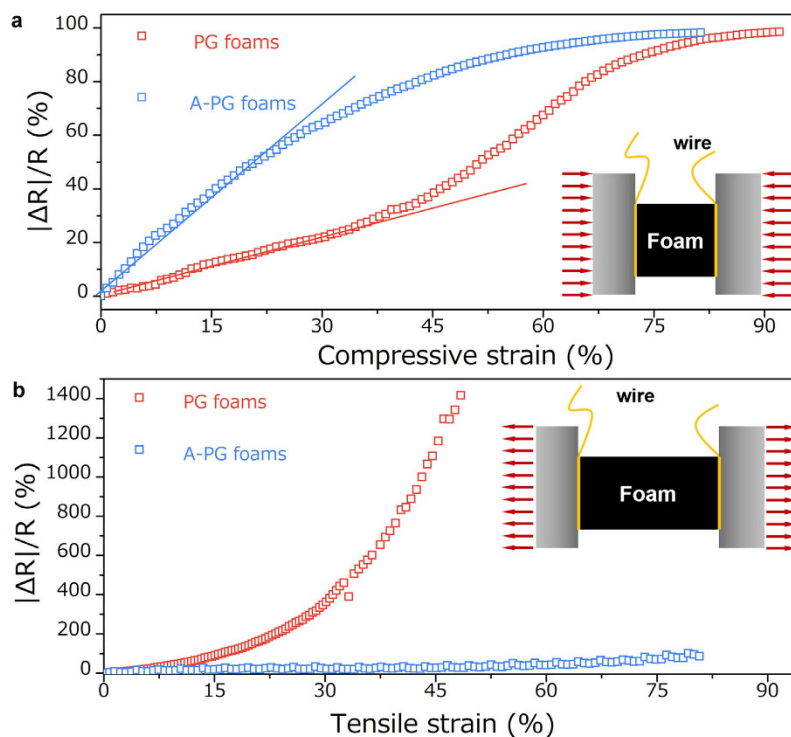 a
100
80
60
40
20
0
|ΔR|/R (%)
PG foams
A-PG foams
wire
Foam
0 15 30 45 60 75 90
Compressive strain (%)
b
1400
1200
1000
800
600
400
200
0
|ΔR|/R (%)
PG foams
A-PG foams
wire
Foam
0 15 30 45 60 75 90
Tensile strain (%)